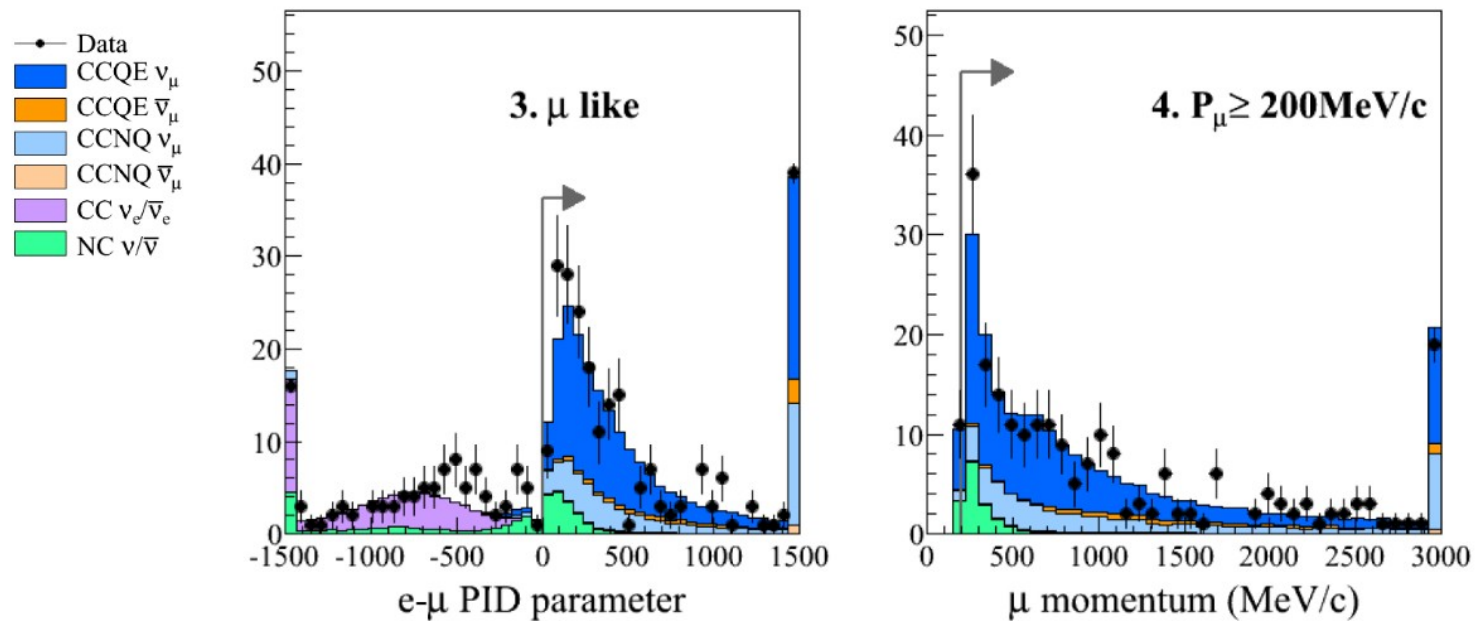 Data
CCQE νμ
CCQE ν̄μ
CCNQ νμ
CCNQ ν̄μ
CC νe/ν̄e
NC ν/ν̄
3. μ like
50
40
30
20
10
0
-1500 -1000 -500 0 500 1000 1500
e-μ PID parameter
4. Pμ≥ 200MeV/c
50
40
30
20
10
0
0 500 1000 1500 2000 2500 3000
μ momentum (MeV/c)